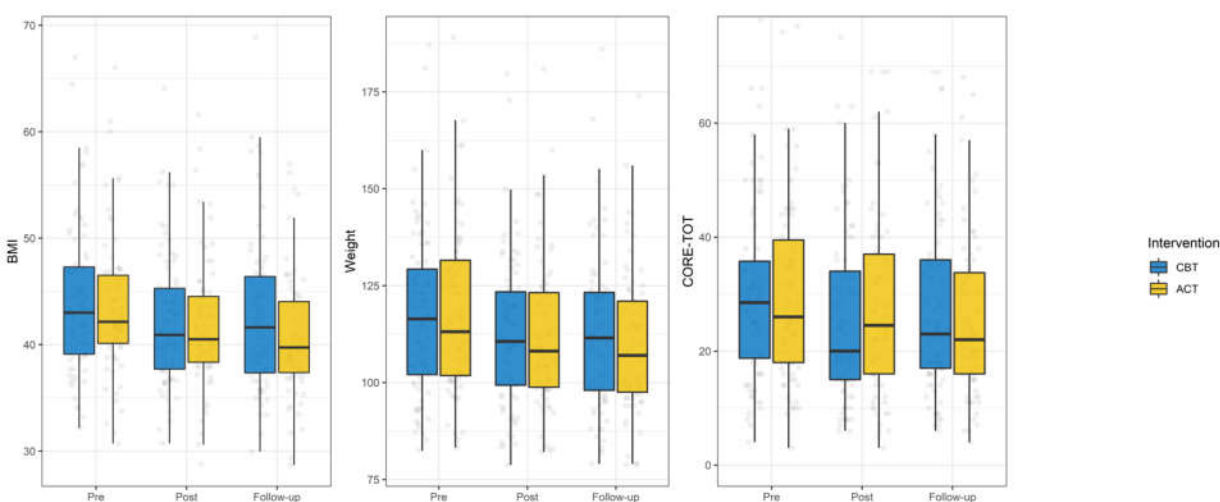 BMI
70
60
50
40
30
Pre
Post
Follow-up
Weight
175
150
125
100
75
Pre
Post
Follow-up
CORE-TOT
60
40
20
0
Pre
Post
Follow-up
Intervention
CBT
ACT